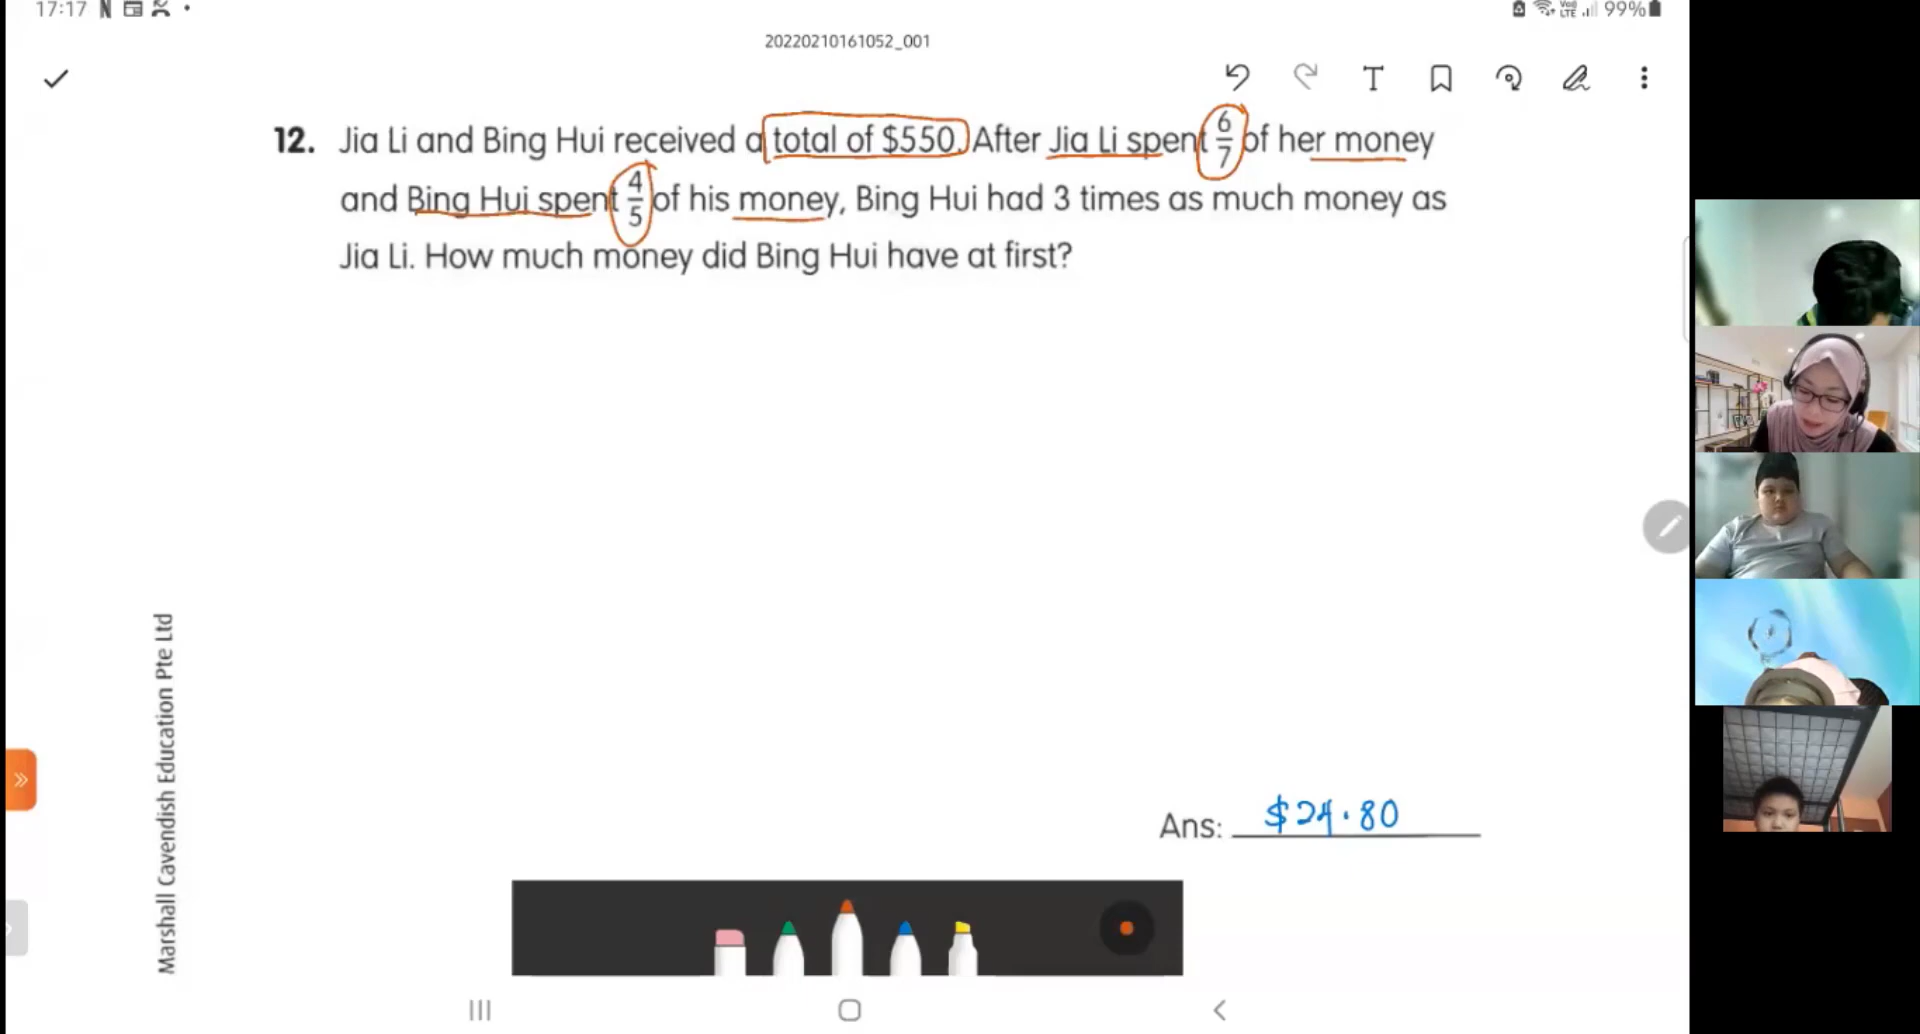 17:17
VoD LTE 99%
20220210161052_001
T
12. Jia Li and Bing Hui received a total of $550. After Jia Li spent 6/7 of her money
and Bing Hui spent 4/5 of his money, Bing Hui had 3 times as much money as
Jia Li. How much money did Bing Hui have at first?
Marshall Cavendish Education Pte Ltd
Ans: $24.80